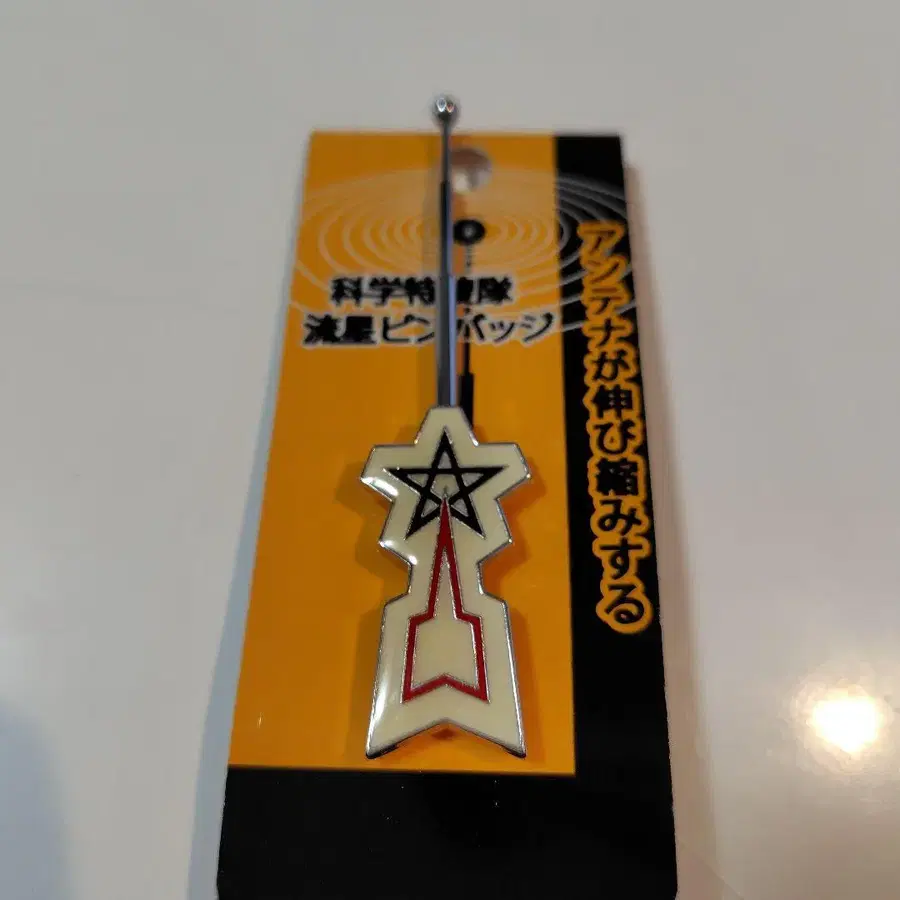 科学特捜隊
流星ピンバッジ
アンテナが伸び縮みする